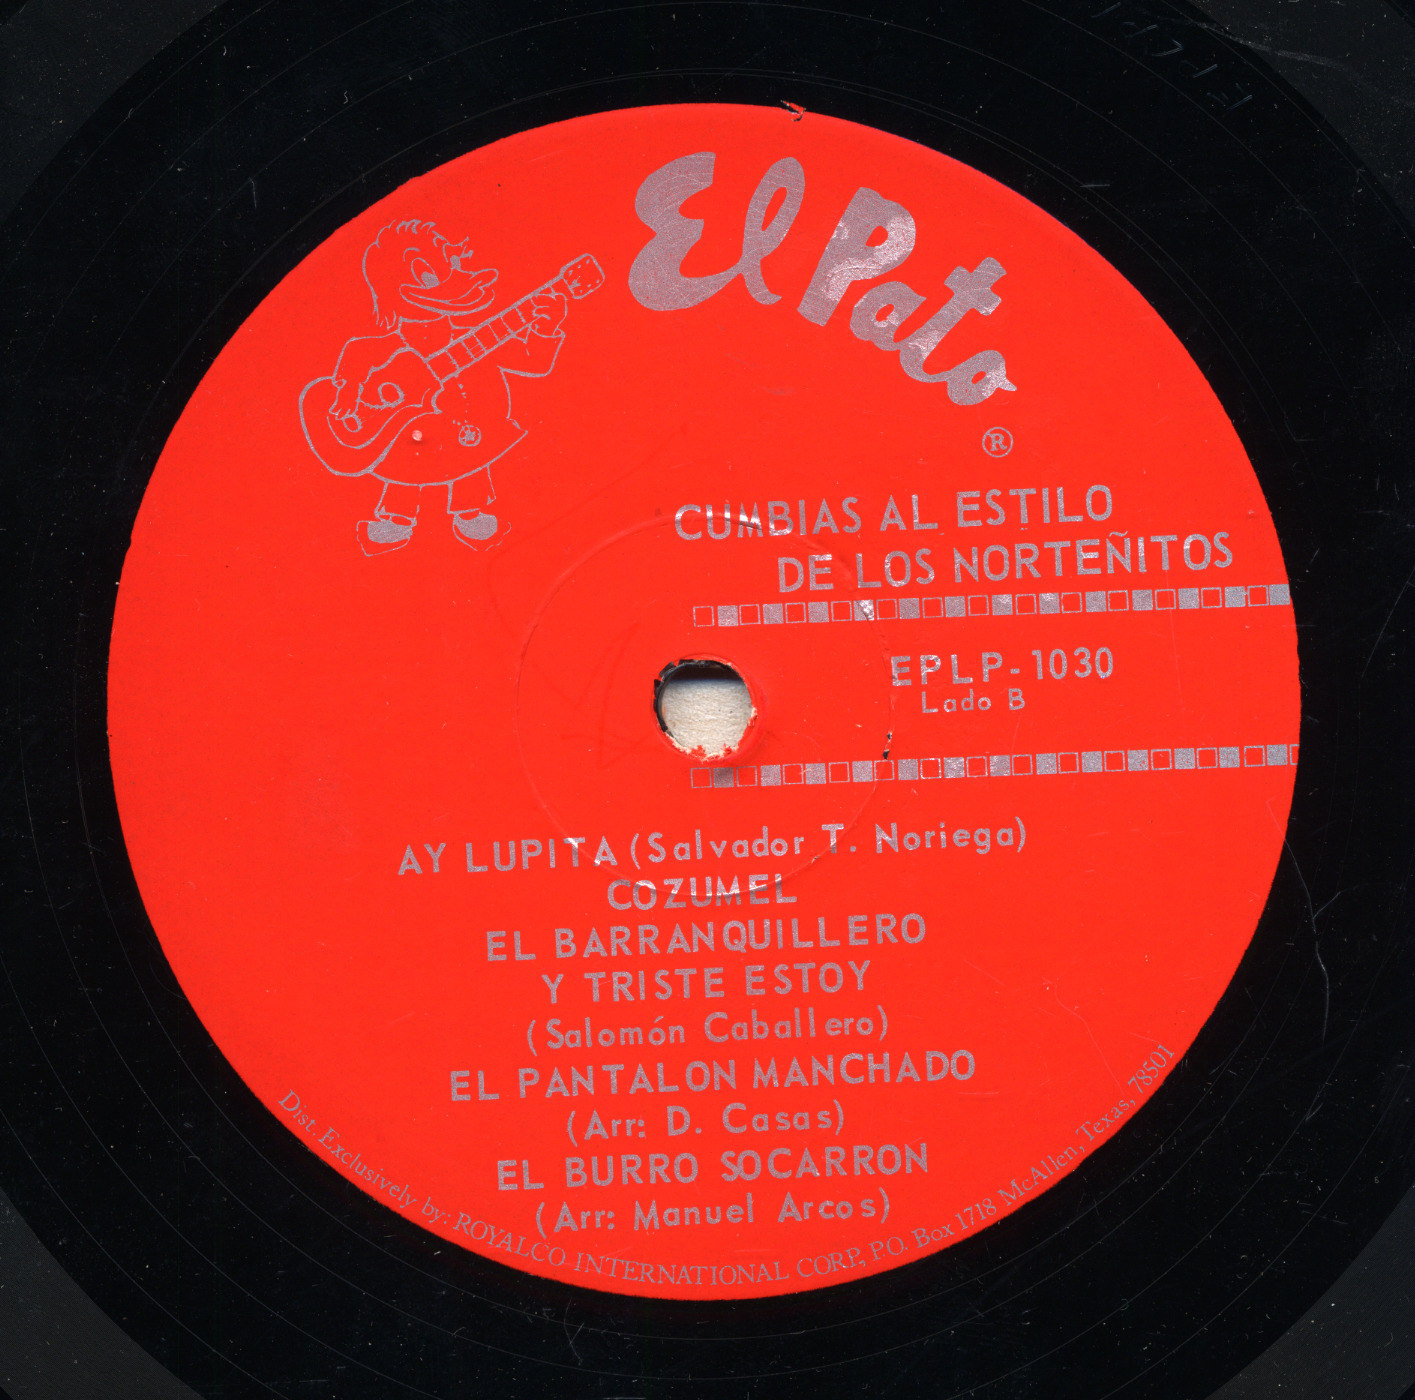 El Pato
®
CUMBIAS AL ESTILO
DE LOS NORTEÑITOS
EPLP-1030
Lado B
AY LUPITA (Salvador T. Noriega)
COZUMEL
EL BARRANQUILLERO
Y TRISTE ESTOY
(Salomón Caballero)
EL PANTALON MANCHADO
(Arr: D. Casas)
EL BURRO SOCARRON
(Arr: Manuel Arcos)
Dist. Exclusively by: ROYALCO INTERNATIONAL CORP, P.O. Box 1718 McAllen, Texas, 78501